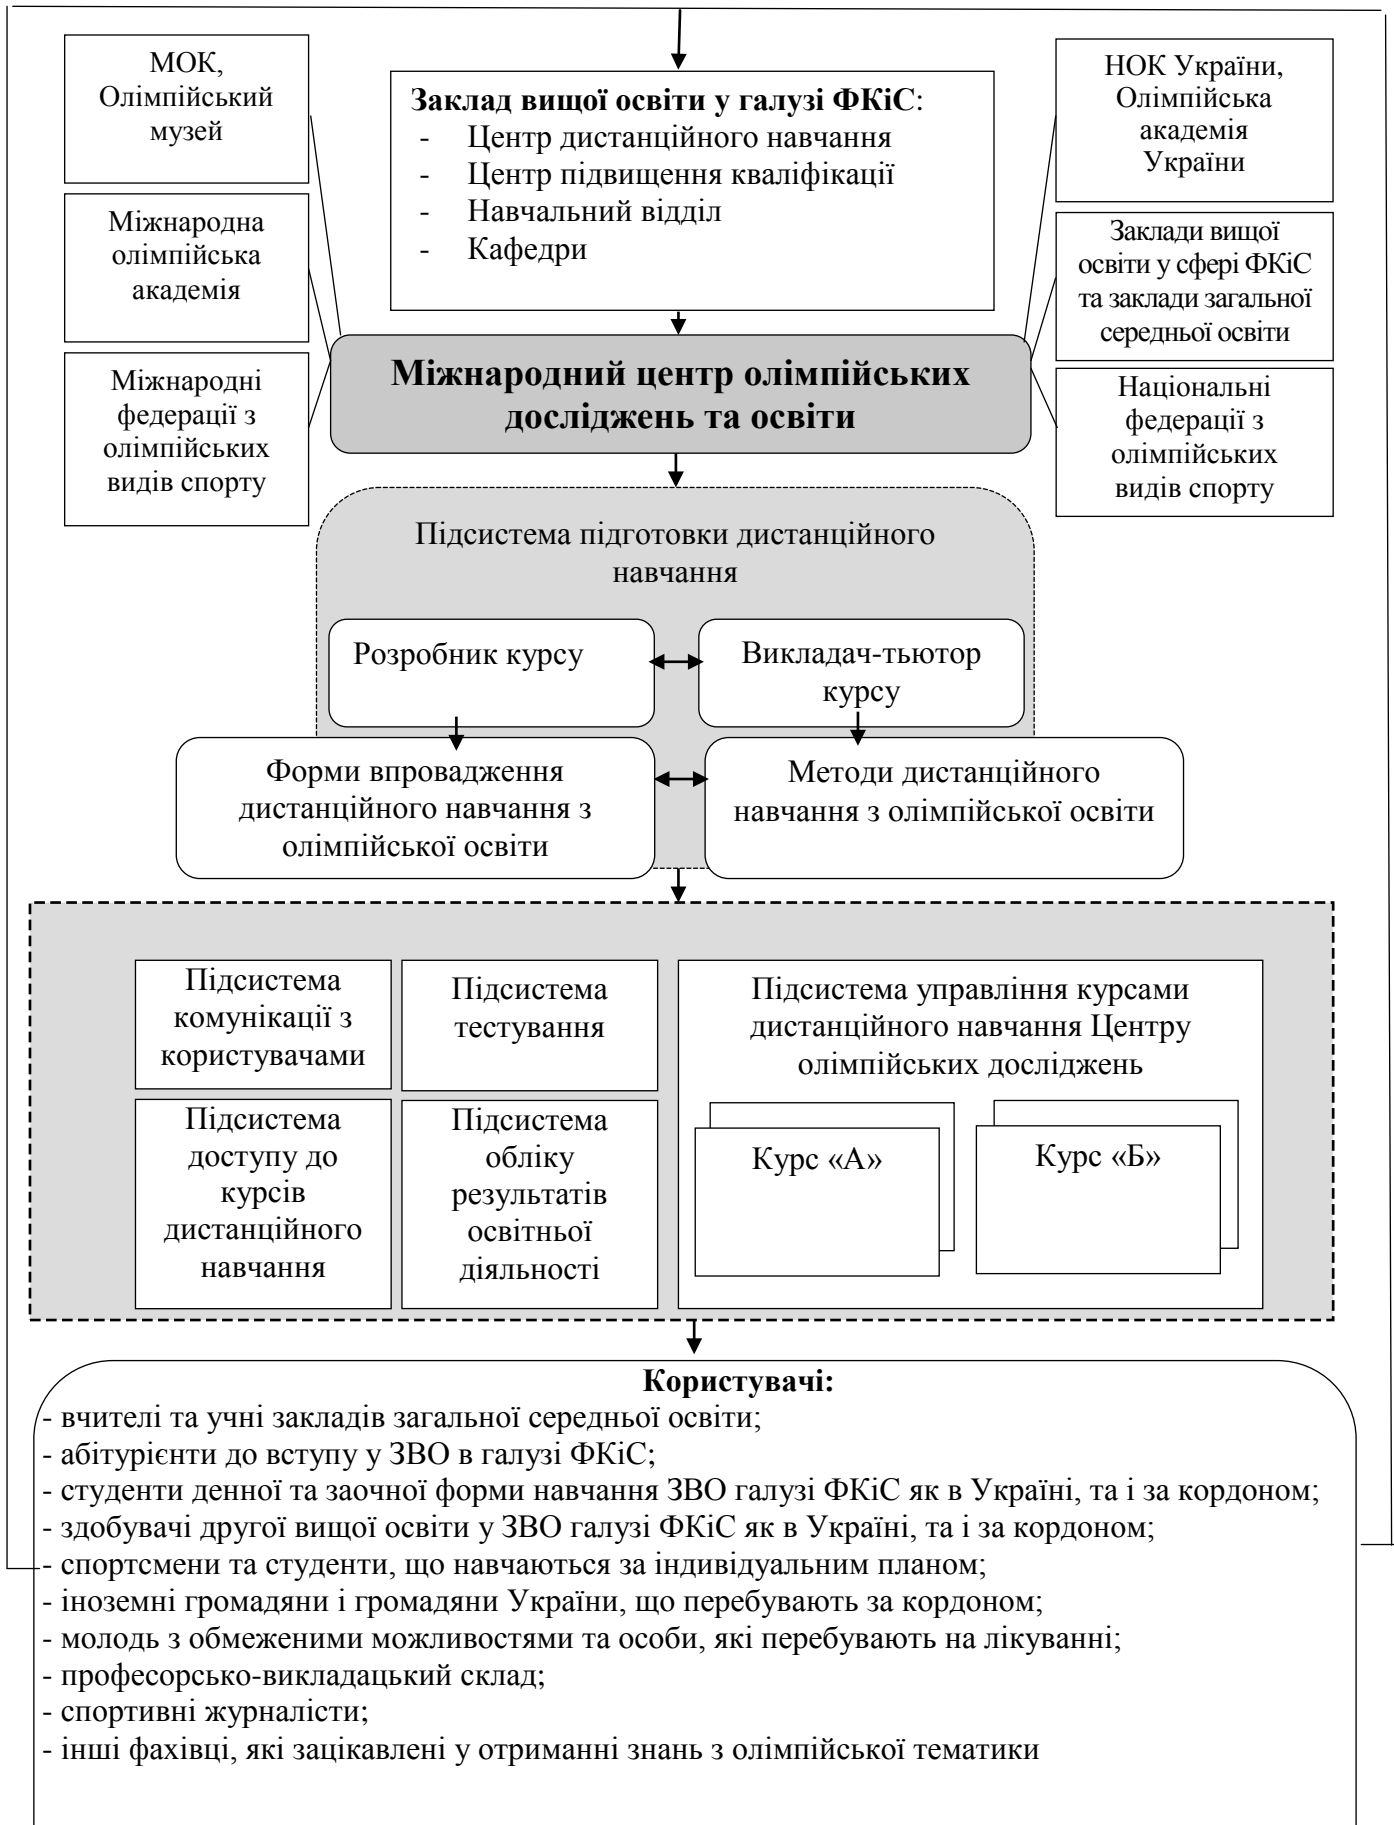 МОК,
Олімпійський
музей
Міжнародна
олімпійська
академія
Міжнародні
федерації з
олімпійських
видів спорту
Заклад вищої освіти у галузі ФКіС:
- Центр дистанційного навчання
- Центр підвищення кваліфікації
- Навчальний відділ
- Кафедри
НОК України,
Олімпійська
академія
України
Заклади вищої
освіти у сфері ФКіС
та заклади загальної
середньої освіти
Національні
федерації з
олімпійських
видів спорту
Міжнародний центр олімпійських
досліджень та освіти
Підсистема підготовки дистанційного
навчання
Розробник курсу
Викладач-тьютор
курсу
Форми впровадження
дистанційного навчання з
олімпійської освіти
Методи дистанційного
навчання з олімпійської освіти
Підсистема
комунікації з
користувачами
Підсистема
тестування
Підсистема
доступу до
курсів
дистанційного
навчання
Підсистема
обліку
результатів
освітньої
діяльності
Підсистема управління курсами
дистанційного навчання Центру
олімпійських досліджень
Курс «А»
Курс «Б»
Користувачі:
- вчителі та учні закладів загальної середньої освіти;
- абітурієнти до вступу у ЗВО в галузі ФКіС;
- студенти денної та заочної форми навчання ЗВО галузі ФКіС як в Україні, та і за кордоном;
- здобувачі другої вищої освіти у ЗВО галузі ФКіС як в Україні, та і за кордоном;
- спортсмени та студенти, що навчаються за індивідуальним планом;
- іноземні громадяни і громадяни України, що перебувають за кордоном;
- молодь з обмеженими можливостями та особи, які перебувають на лікуванні;
- професорсько-викладацький склад;
- спортивні журналісти;
- інші фахівці, які зацікавлені у отриманні знань з олімпійської тематики